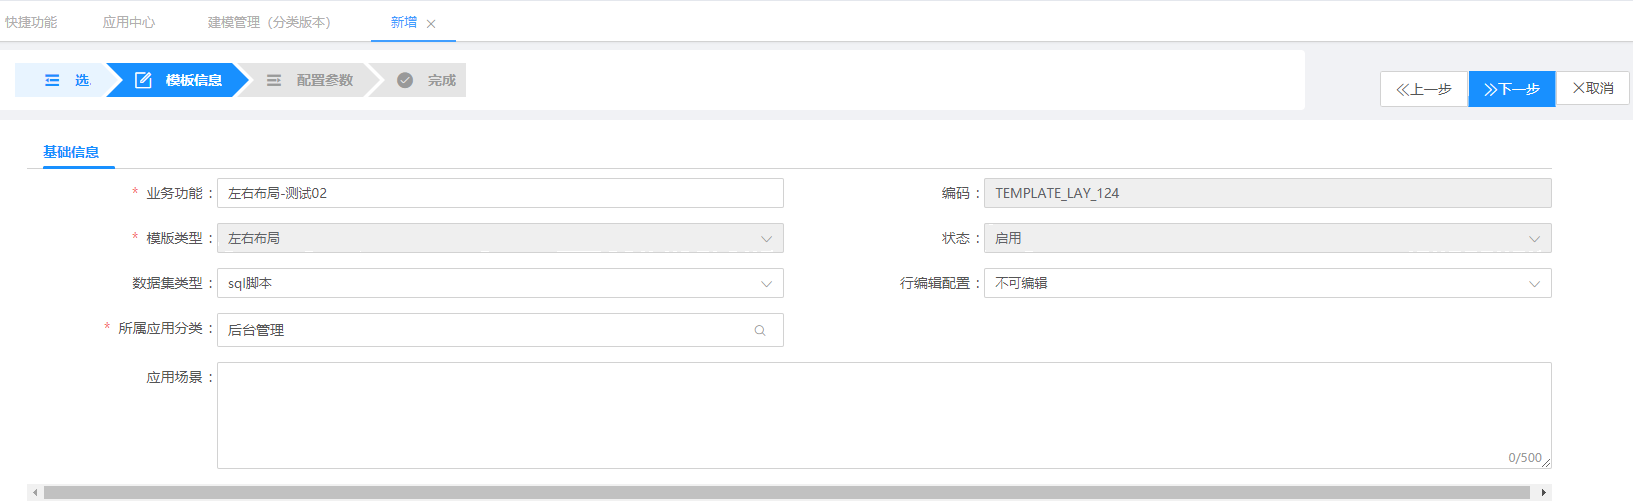 快捷功能 应用中心 建模管理（分类版本） 新增
选. 模板信息 配置参数 完成 上一步 下一步 取消
基础信息
* 业务功能： 左右布局-测试02 编码： TEMPLATE_LAY_124
* 模版类型： 左右布局 状态： 启用
数据集类型： sql脚本 行编辑配置： 不可编辑
* 所属应用分类： 后台管理
应用场景：
0/500